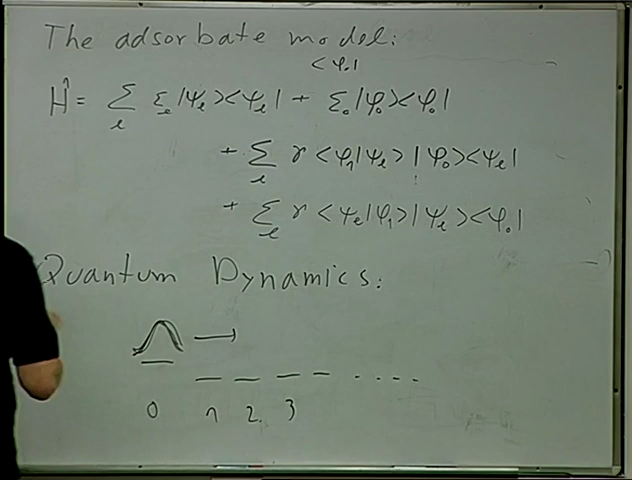 The adsorbate model:
<φ₀|
Ĥ = Σ_l ε_l |ψ_l><ψ_l| + ε₀ |φ₀><φ₀|
+ Σ_l γ <φ₁|ψ_l> |φ₀><ψ_l|
+ Σ_l γ <ψ_l|φ₁> |ψ_l><φ₀|
Quantum Dynamics:
0 1 2 3